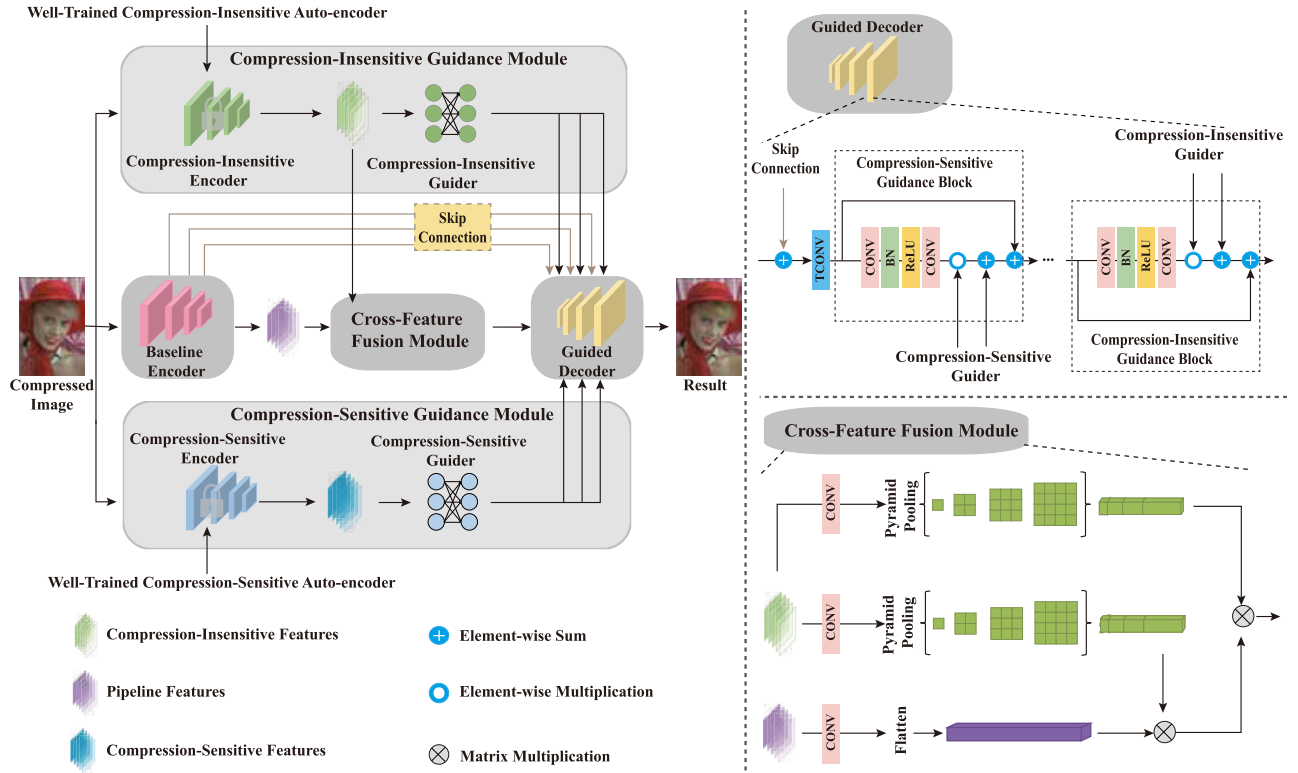 Well-Trained Compression-Insensitive Auto-encoder
Compression-Insensitive Guidance Module
Compression-Insensitive
Encoder
Compression-Insensitive
Guider
Skip
Connection
Compressed
Image
Baseline
Encoder
Cross-Feature
Fusion Module
Guided
Decoder
Result
Compression-Sensitive Guidance Module
Compression-Sensitive
Encoder
Compression-Sensitive
Guider
Well-Trained Compression-Sensitive Auto-encoder
Compression-Insensitive Features
Pipeline Features
Compression-Sensitive Features
Element-wise Sum
Element-wise Multiplication
Matrix Multiplication
Guided Decoder
Skip
Connection
TCONV
Compression-Sensitive
Guidance Block
CONV
BN
ReLU
CONV
Compression-Sensitive
Guider
...
Compression-Insensitive
Guider
CONV
BN
ReLU
CONV
Compression-Insensitive
Guidance Block
Cross-Feature Fusion Module
CONV
Pyramid
Pooling
CONV
Pyramid
Pooling
CONV
Flatten